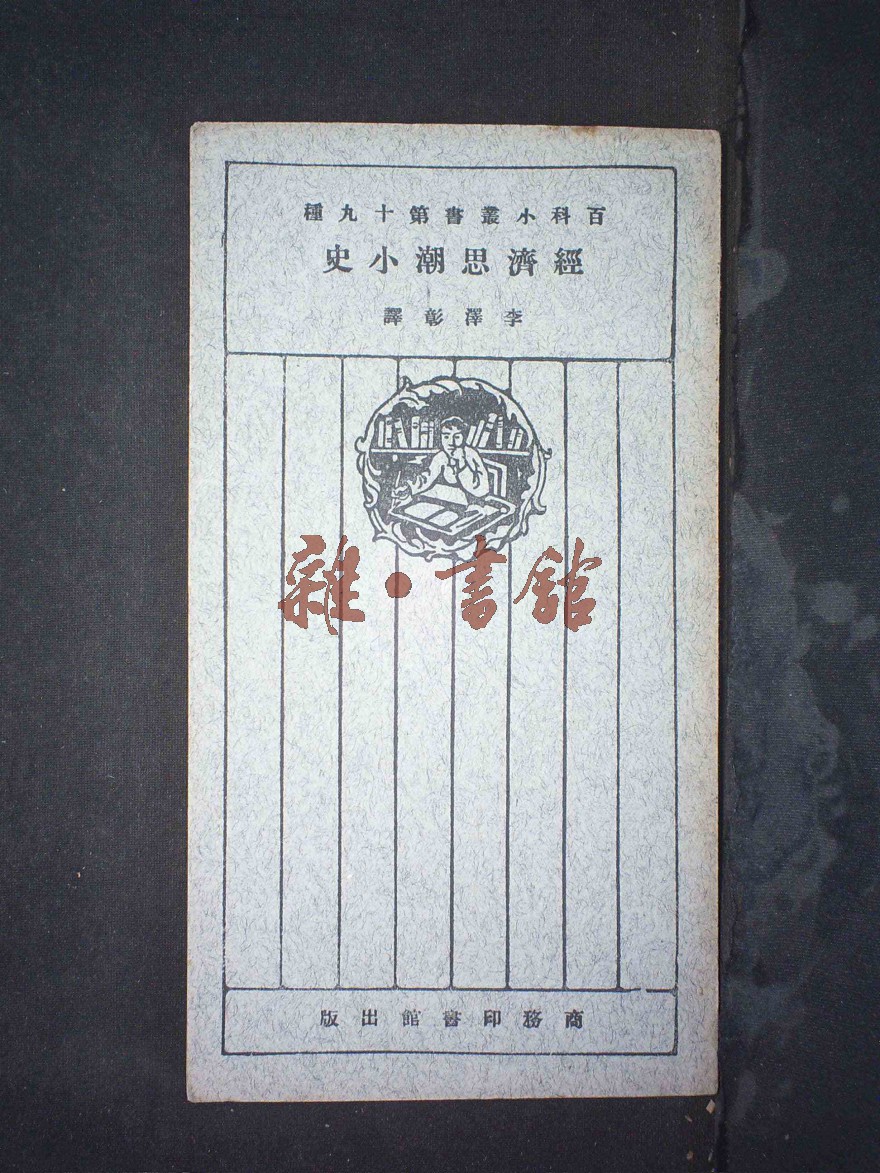 百科小叢書第十九種
經濟思潮小史
李澤彰譯
雜·書館
商務印書館出版